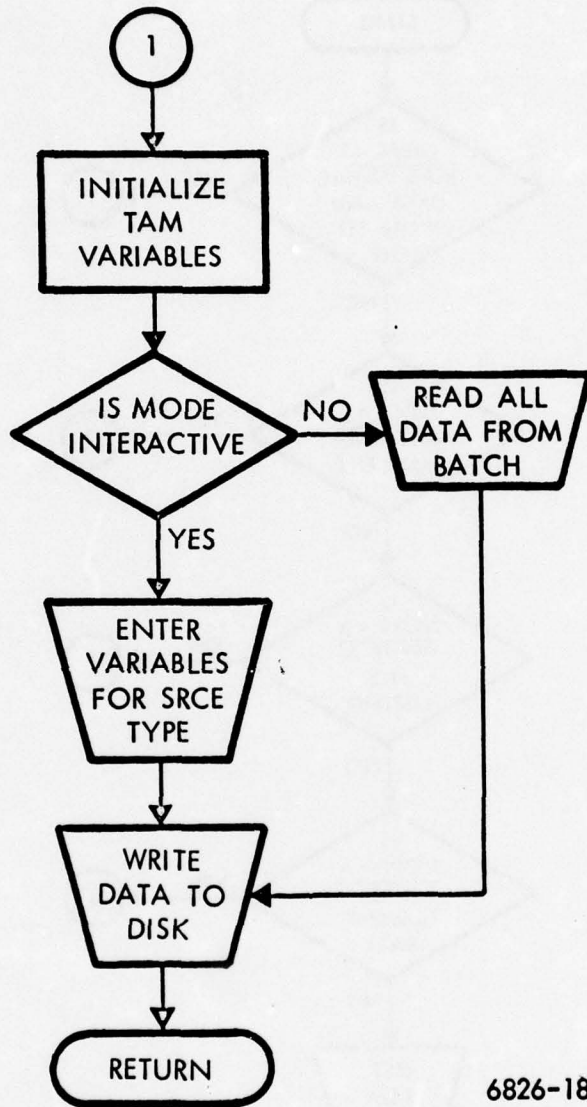 1
INITIALIZE
TAM
VARIABLES
IS MODE
INTERACTIVE
NO
READ ALL
DATA FROM
BATCH
YES
ENTER
VARIABLES
FOR SRCE
TYPE
WRITE
DATA TO
DISK
RETURN
6826-18